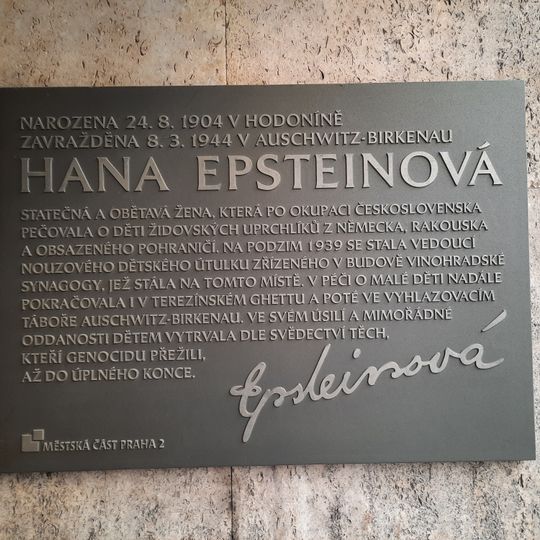 NAROZENA 24. 8. 1904 V HODONÍNĚ
ZAVRAŽDĚNA 8. 3. 1944 V AUSCHWITZ-BIRKENAU
HANA EPSTEINOVÁ
STATEČNÁ A OBĚTAVÁ ŽENA, KTERÁ PO OKUPACI ČESKOSLOVENSKA
PEČOVALA O DĚTI ŽIDOVSKÝCH UPRCHLÍKŮ Z NĚMECKA, RAKOUSKA
A OBSAZENÉHO POHRANIČÍ. NA PODZIM 1939 SE STALA VEDOUCÍ
NOUZOVÉHO DĚTSKÉHO ÚTULKU ZŘÍZENÉHO V BUDOVĚ VINOHRADSKÉ
SYNAGOGY, JEŽ STÁLA NA TOMTO MÍSTĚ. V PÉČI O MALÉ DĚTI NADÁLE
POKRAČOVALA I V TEREZÍNSKÉM GHETTU A POTÉ VE VYHLAZOVACÍM
TÁBOŘE AUSCHWITZ-BIRKENAU. VE SVÉM ÚSILÍ A MIMOŘÁDNÉ
ODDANOSTI DĚTEM VYTRVALA DLE SVĚDECTVÍ TĚCH,
KTEŘÍ GENOCIDU PŘEŽILI,
AŽ DO ÚPLNÉHO KONCE.
Epsteinová
MĚSTSKÁ ČÁST PRAHA 2